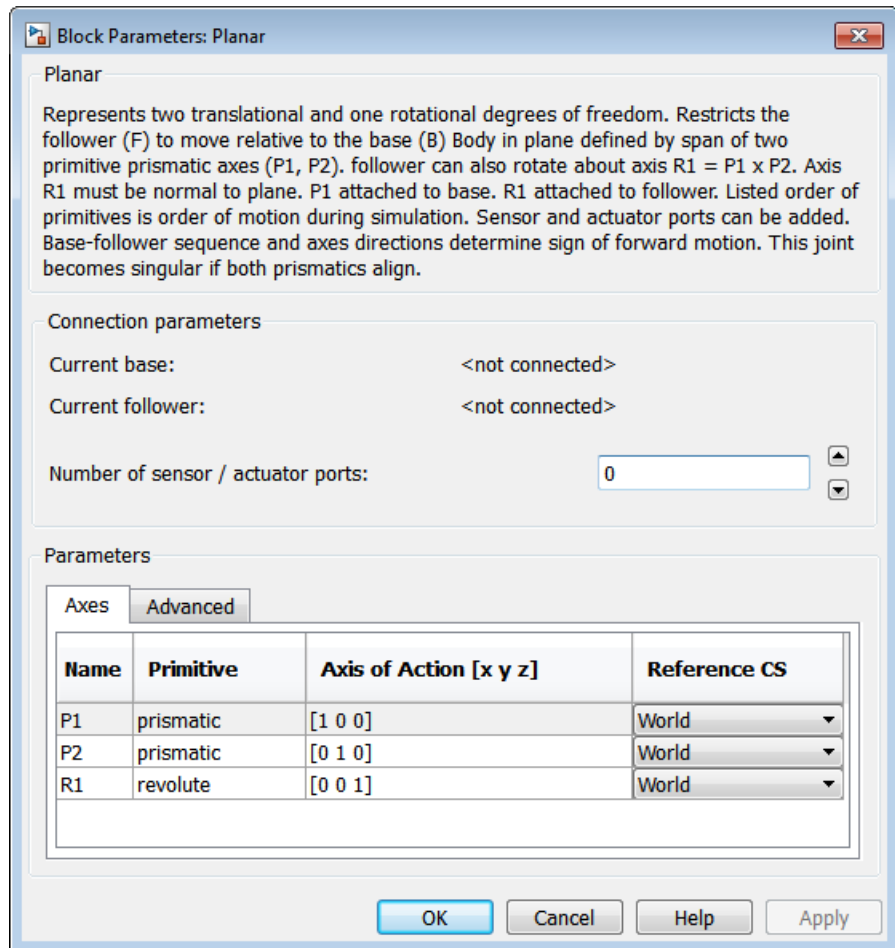 Block Parameters: Planar
Planar
Represents two translational and one rotational degrees of freedom. Restricts the
follower (F) to move relative to the base (B) Body in plane defined by span of two
primitive prismatic axes (P1, P2). follower can also rotate about axis R1 = P1 x P2. Axis
R1 must be normal to plane. P1 attached to base. R1 attached to follower. Listed order of
primitives is order of motion during simulation. Sensor and actuator ports can be added.
Base-follower sequence and axes directions determine sign of forward motion. This joint
becomes singular if both prismatics align.
Connection parameters
Current base: <not connected>
Current follower: <not connected>
Number of sensor / actuator ports: 0
Parameters
Axes Advanced
Name Primitive Axis of Action [x y z] Reference CS
P1 prismatic [1 0 0] World
P2 prismatic [0 1 0] World
R1 revolute [0 0 1] World
OK Cancel Help Apply